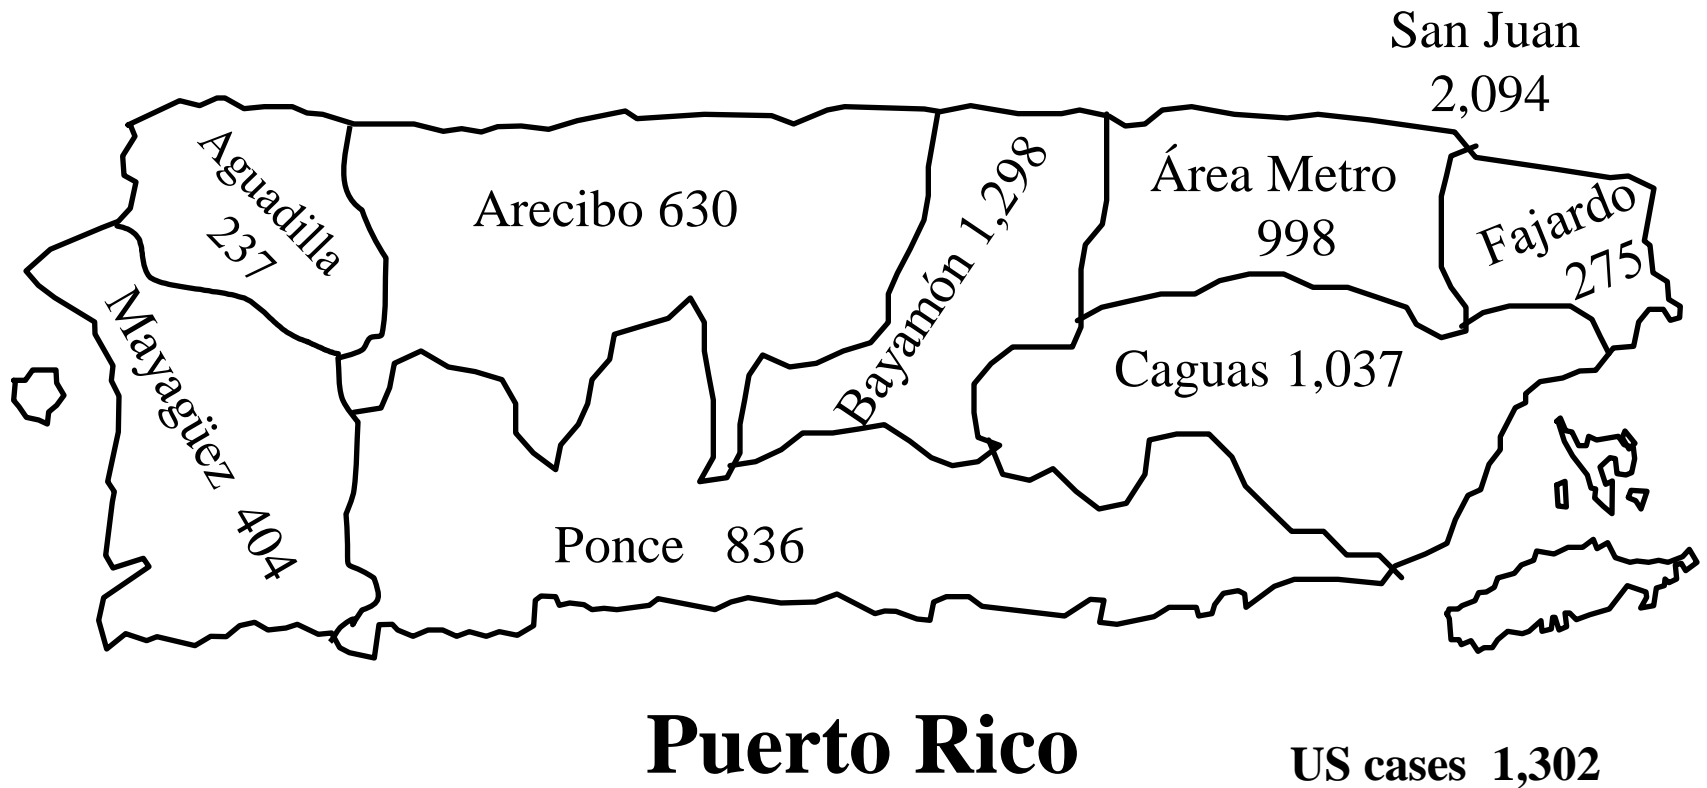 San Juan
2,094
Aguadilla
237
Arecibo 630
Bayamón 1,298
Área Metro
998
Fajardo
275
Mayagüez 404
Caguas 1,037
Ponce 836
Puerto Rico
US cases 1,302